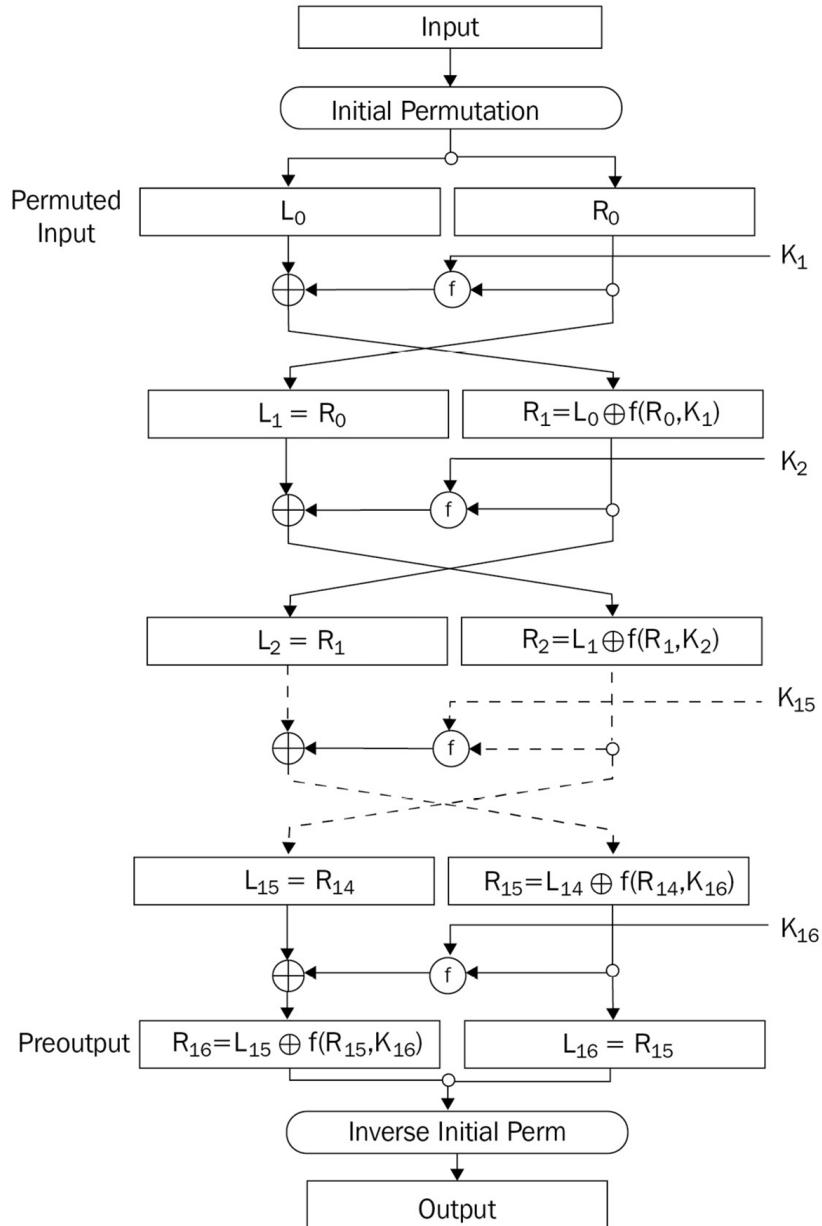 Input
Initial Permutation
Permuted
Input
L₀
R₀
K₁
f
L₁ = R₀
R₁=L₀⊕f(R₀,K₁)
K₂
f
L₂ = R₁
R₂=L₁⊕f(R₁,K₂)
K₁₅
f
L₁₅ = R₁₄
R₁₅=L₁₄ ⊕ f(R₁₄,K₁₆)
K₁₆
f
Preoutput
R₁₆=L₁₅ ⊕ f(R₁₅,K₁₆)
L₁₆ = R₁₅
Inverse Initial Perm
Output